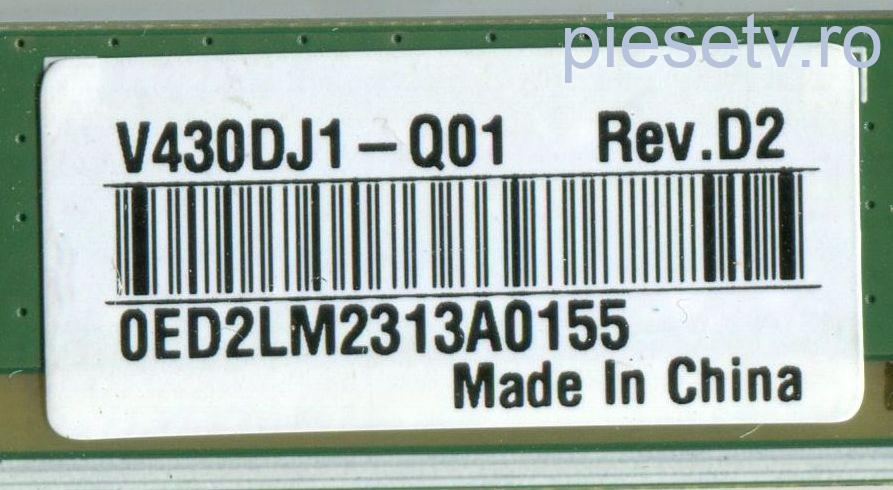 piesetv.ro
V430DJ1-Q01 Rev.D2
0ED2LM2313A0155
Made In China